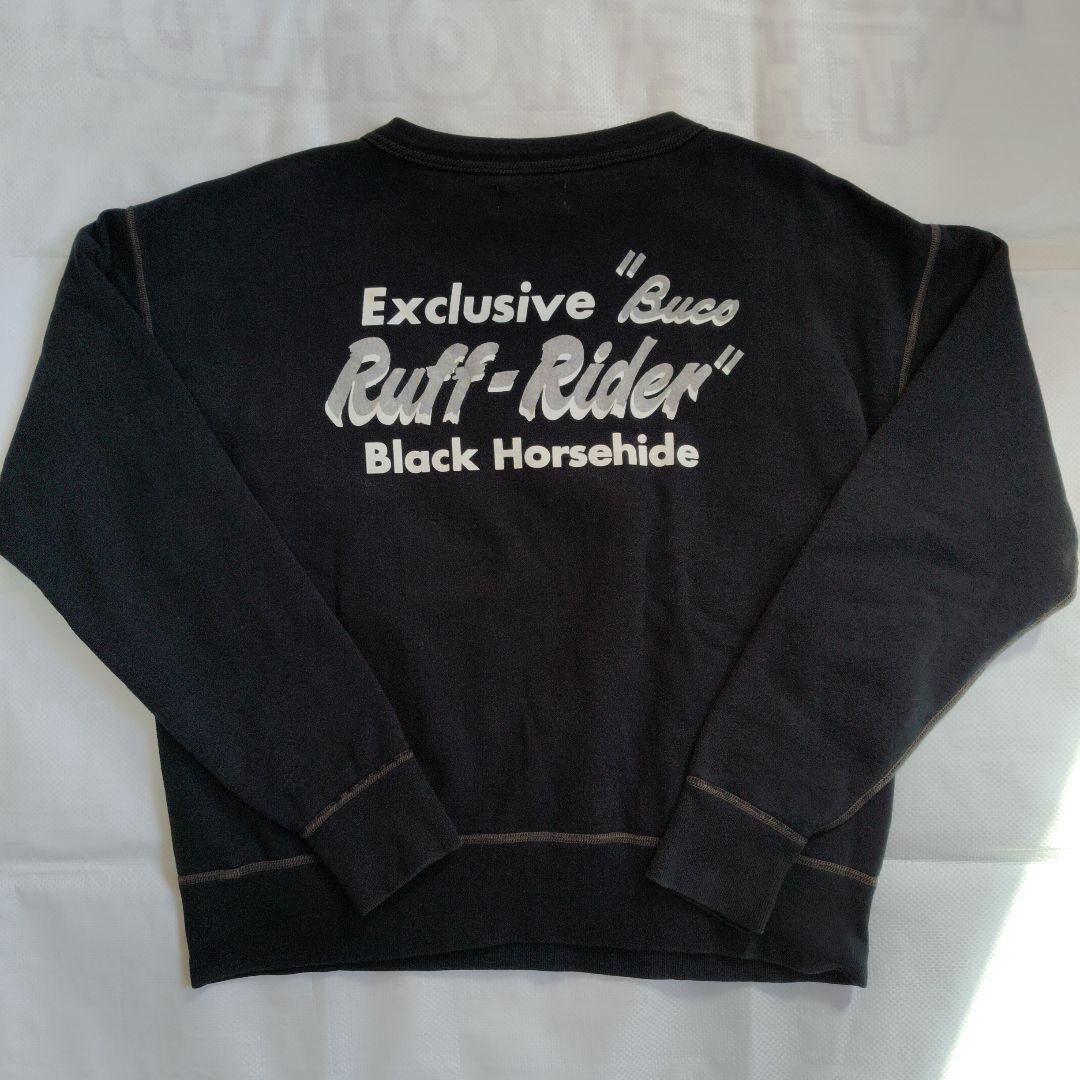 Exclusive "Buco
Ruff-Rider"
Black Horsehide